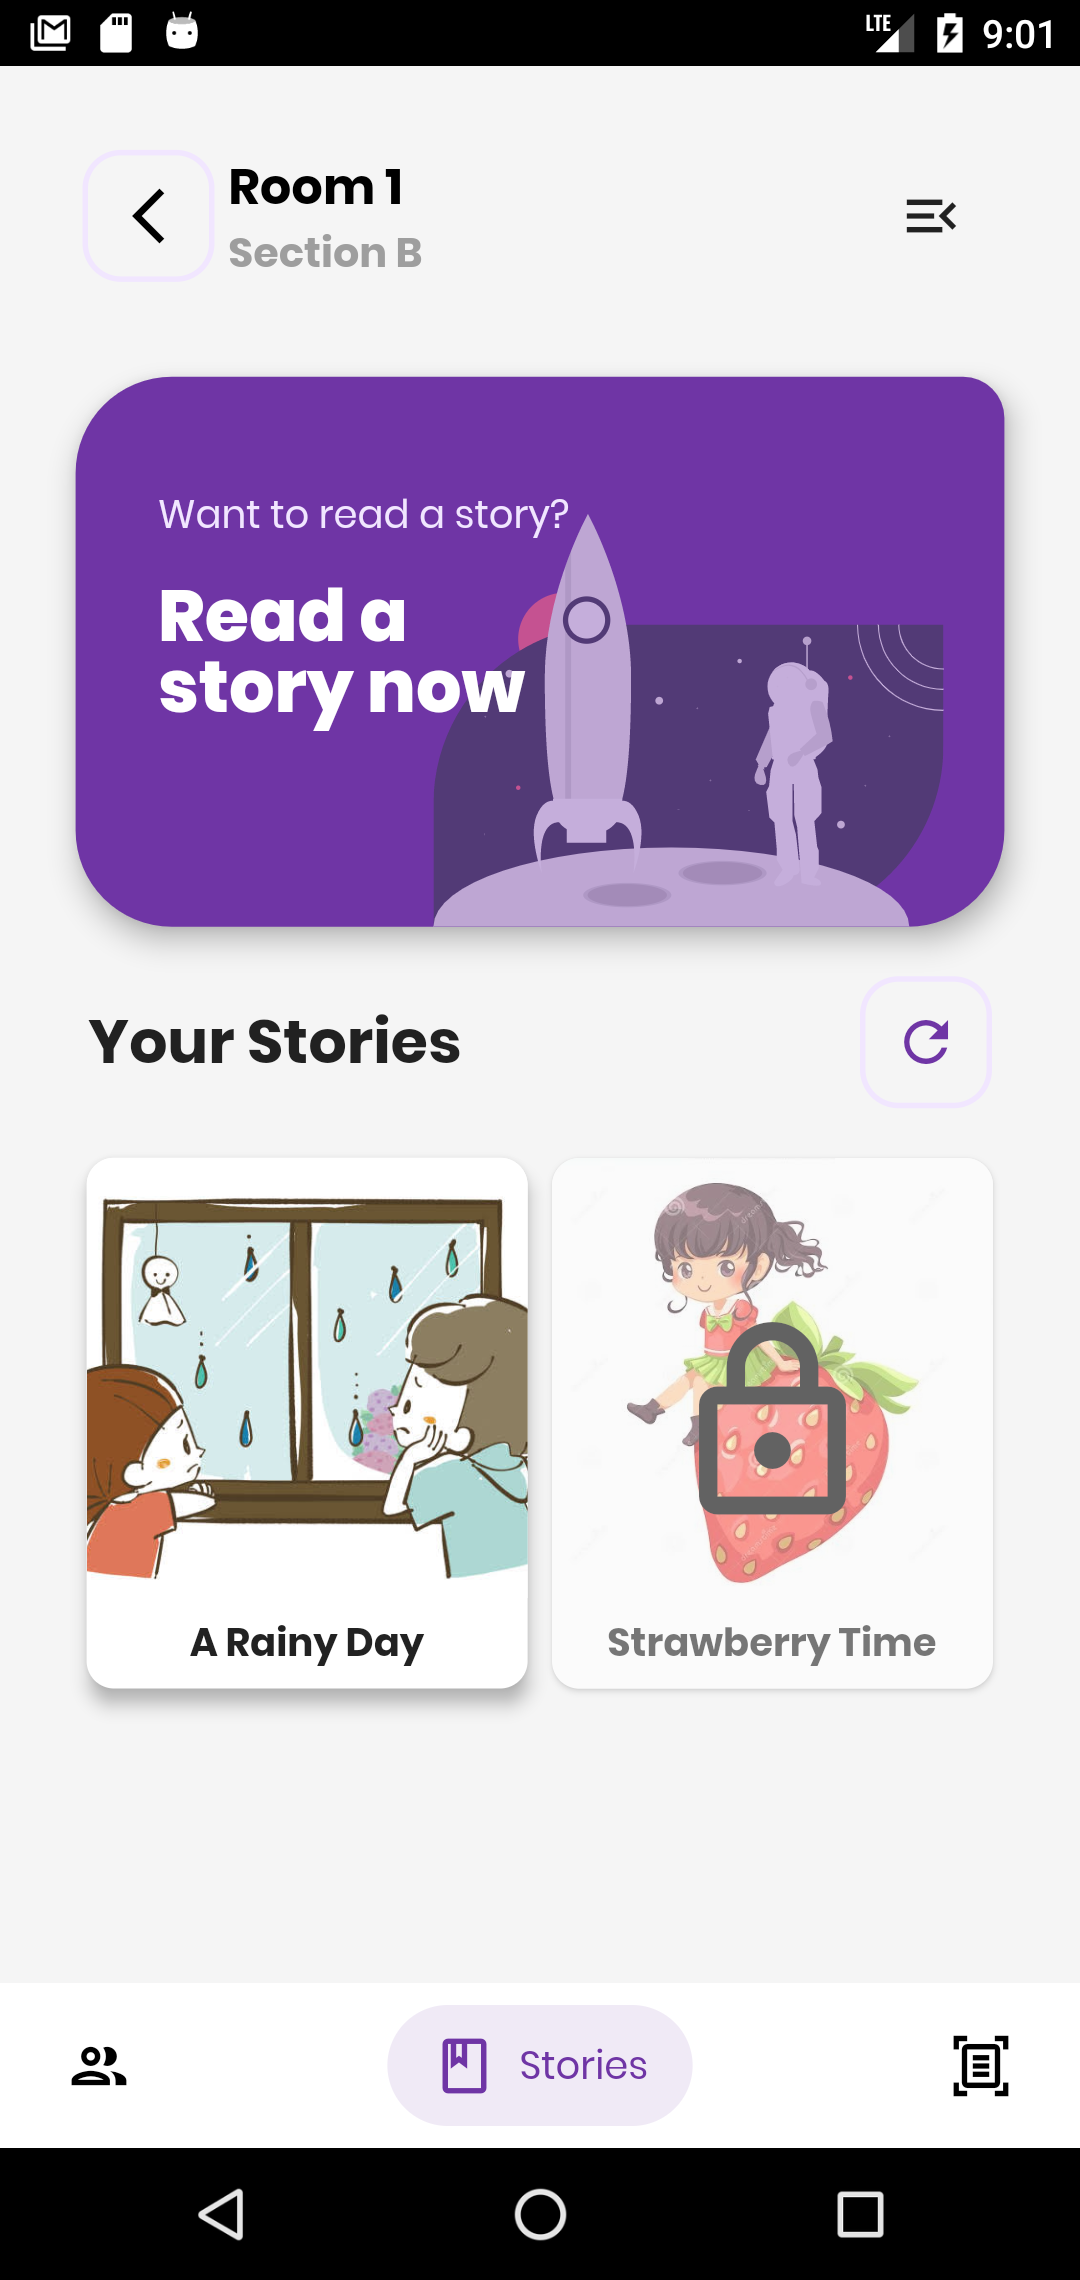 LTE 9:01
Room 1
Section B
Want to read a story?
Read a
story now
Your Stories
A Rainy Day
Strawberry Time
Stories